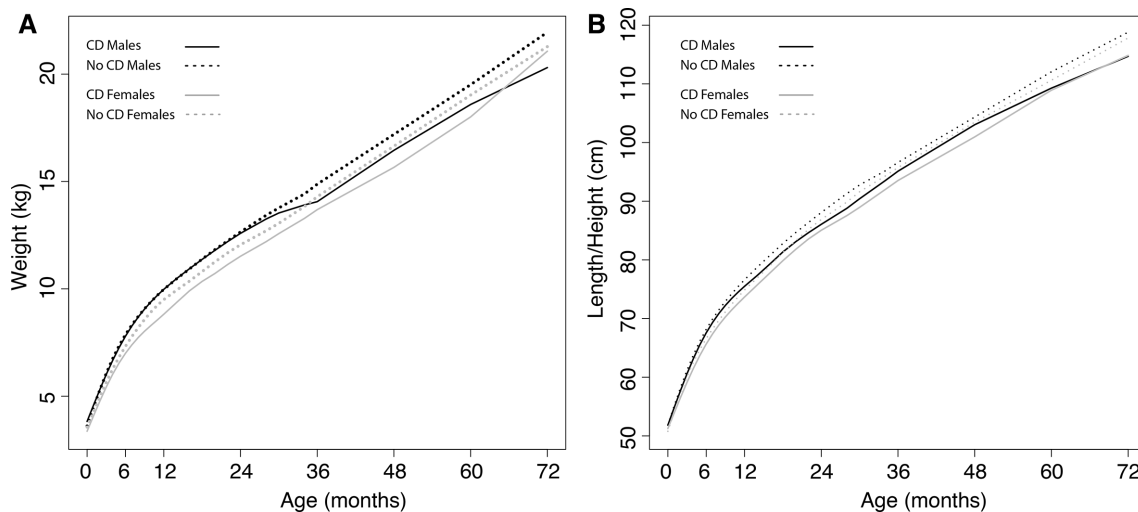 A
CD Males
No CD Males
CD Females
No CD Females
Weight (kg)
20
15
10
5
0 6 12 24 36 48 60 72
Age (months)
B
CD Males
No CD Males
CD Females
No CD Females
Length/Height (cm)
120
110
100
90
80
70
60
50
0 6 12 24 36 48 60 72
Age (months)